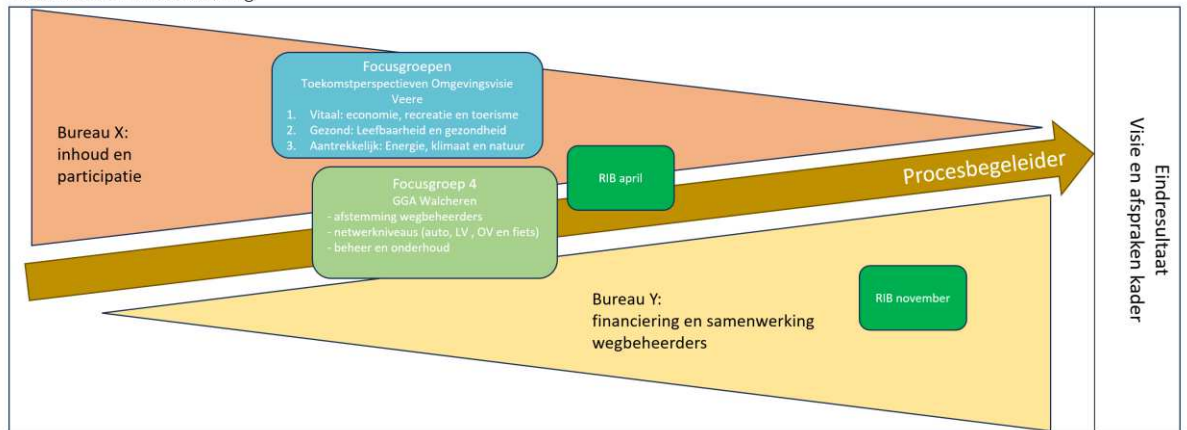 Focusgroepen
Toekomstperspectieven Omgevingsvisie
Veere
1. Vitaal: economie, recreatie en toerisme
2. Gezond: Leefbaarheid en gezondheid
3. Aantrekkelijk: Energie, klimaat en natuur
Bureau X:
inhoud en
participatie
Focusgroep 4
GGA Walcheren
- afstemming wegbeheerders
- netwerkniveaus (auto, LV , OV en fiets)
- beheer en onderhoud
RIB april
Procesbegeleider
Bureau Y:
financiering en samenwerking
wegbeheerders
RIB november
Eindresultaat
Visie en afspraken kader